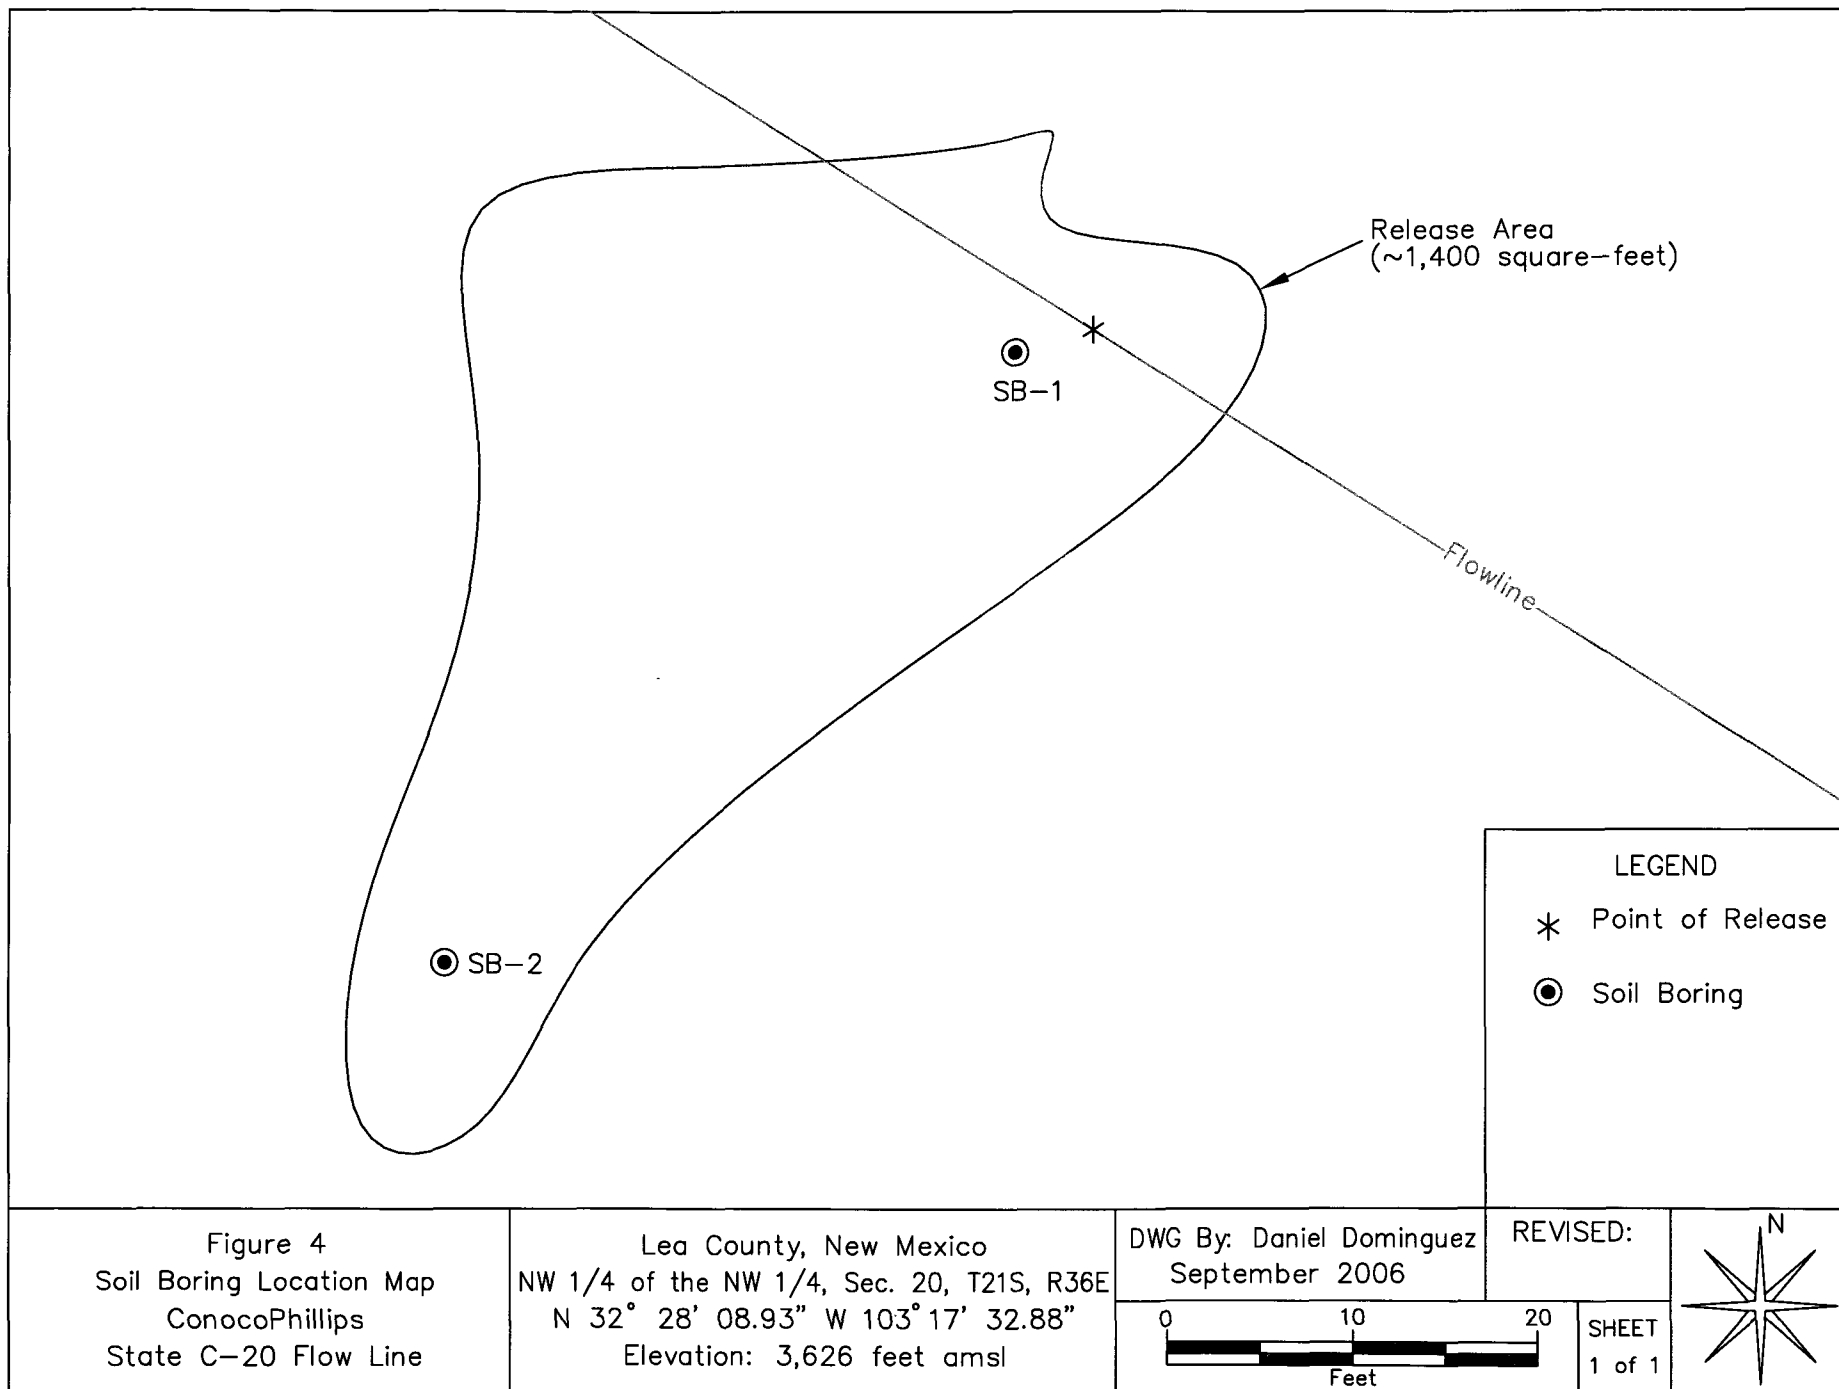 Release Area
(~1,400 square-feet)
SB-1
Flowline
SB-2
LEGEND
Point of Release
Soil Boring
Figure 4
Soil Boring Location Map
ConocoPhillips
State C-20 Flow Line
Lea County, New Mexico
NW 1/4 of the NW 1/4, Sec. 20, T21S, R36E
N 32° 28' 08.93" W 103° 17' 32.88"
Elevation: 3,626 feet amsl
DWG By: Daniel Dominguez
September 2006
REVISED:
0 10 20
Feet
SHEET
1 of 1
N